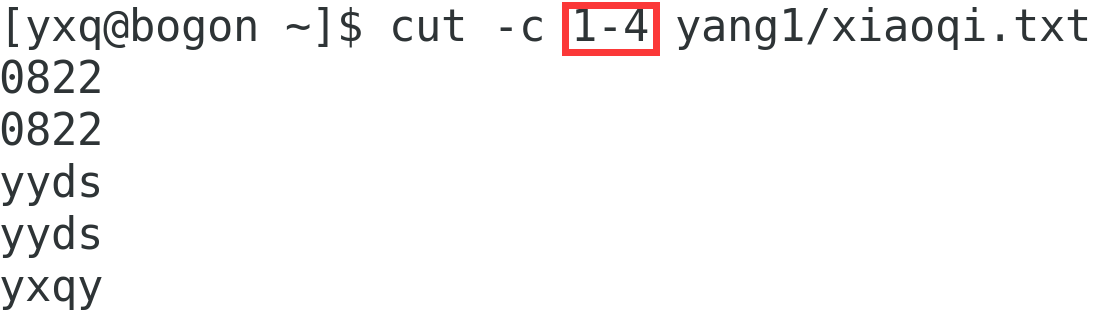 [yxq@bogon ~]$ cut -c 1-4 yang1/xiaoqi.txt
0822
0822
yyds
yyds
yxqy